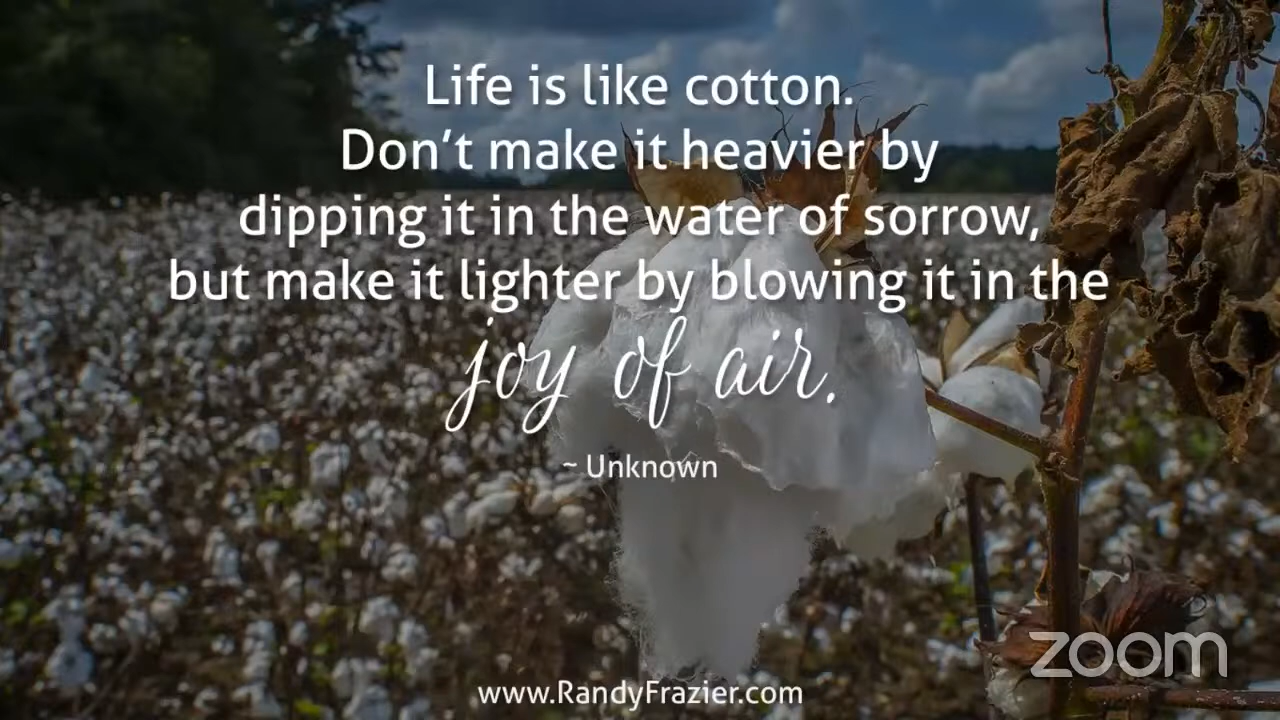 Life is like cotton.
Don’t make it heavier by
dipping it in the water of sorrow,
but make it lighter by blowing it in the
joy of air.
~ Unknown
zoom
www.RandyFrazier.com